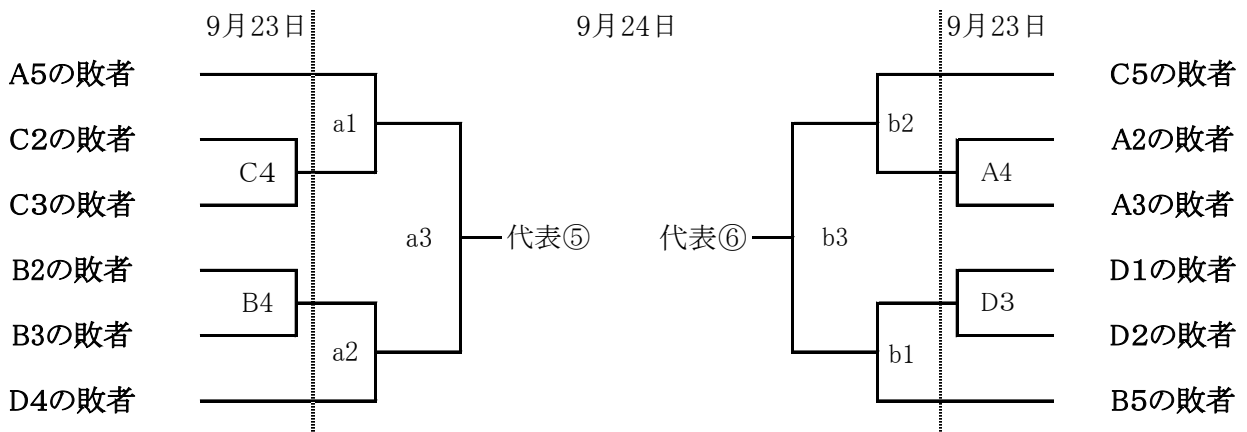 9月23日 9月24日 9月23日
A5の敗者 C5の敗者
a1 b2
C2の敗者 A2の敗者
C4 A4
C3の敗者 A3の敗者
a3 代表⑤ 代表⑥ b3
B2の敗者 D1の敗者
B4 D3
B3の敗者 D2の敗者
a2 b1
D4の敗者 B5の敗者